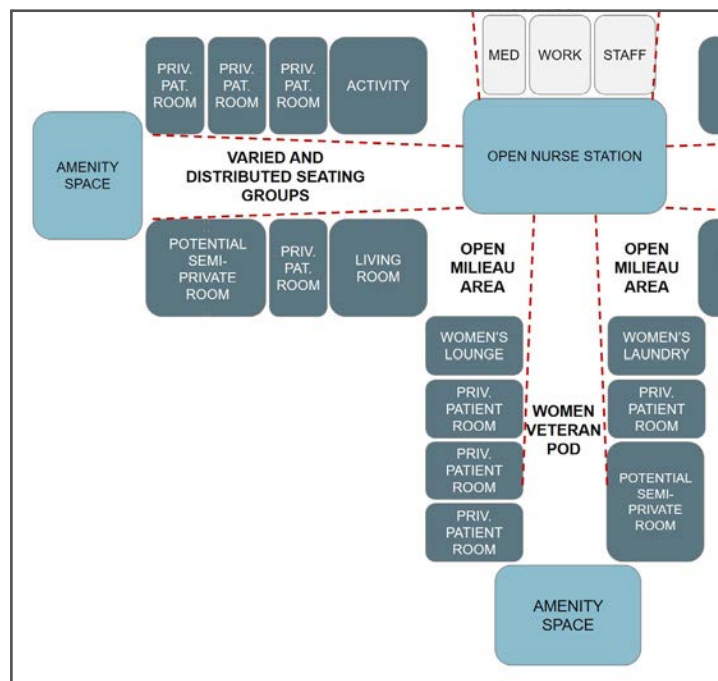 MED
WORK
STAFF
PRIV.
PAT.
ROOM
PRIV.
PAT.
ROOM
PRIV.
PAT.
ROOM
ACTIVITY
AMENITY
SPACE
VARIED AND
DISTRIBUTED SEATING
GROUPS
OPEN NURSE STATION
POTENTIAL
SEMI-
PRIVATE
ROOM
PRIV.
PAT.
ROOM
LIVING
ROOM
OPEN
MILIEAU
AREA
OPEN
MILIEAU
AREA
WOMEN'S
LOUNGE
WOMEN'S
LAUNDRY
PRIV.
PATIENT
ROOM
WOMEN
VETERAN
POD
PRIV.
PATIENT
ROOM
PRIV.
PATIENT
ROOM
POTENTIAL
SEMI-
PRIVATE
ROOM
PRIV.
PATIENT
ROOM
AMENITY
SPACE